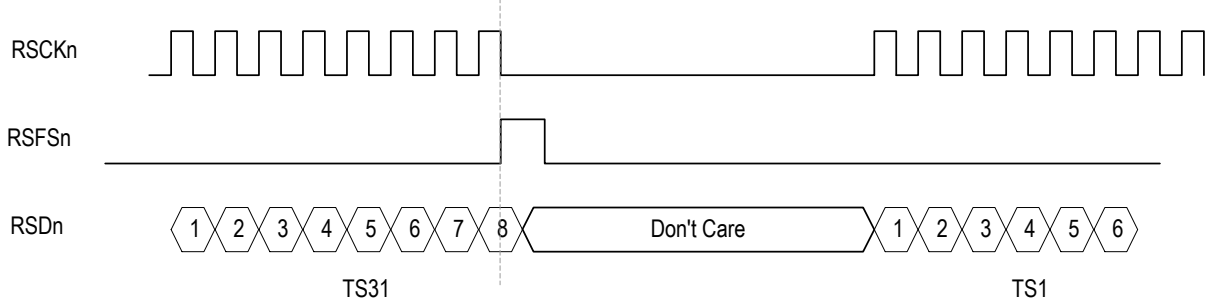 RSCKn
RSFSn
RSDn 1 2 3 4 5 6 7 8 Don't Care 1 2 3 4 5 6
TS31 TS1